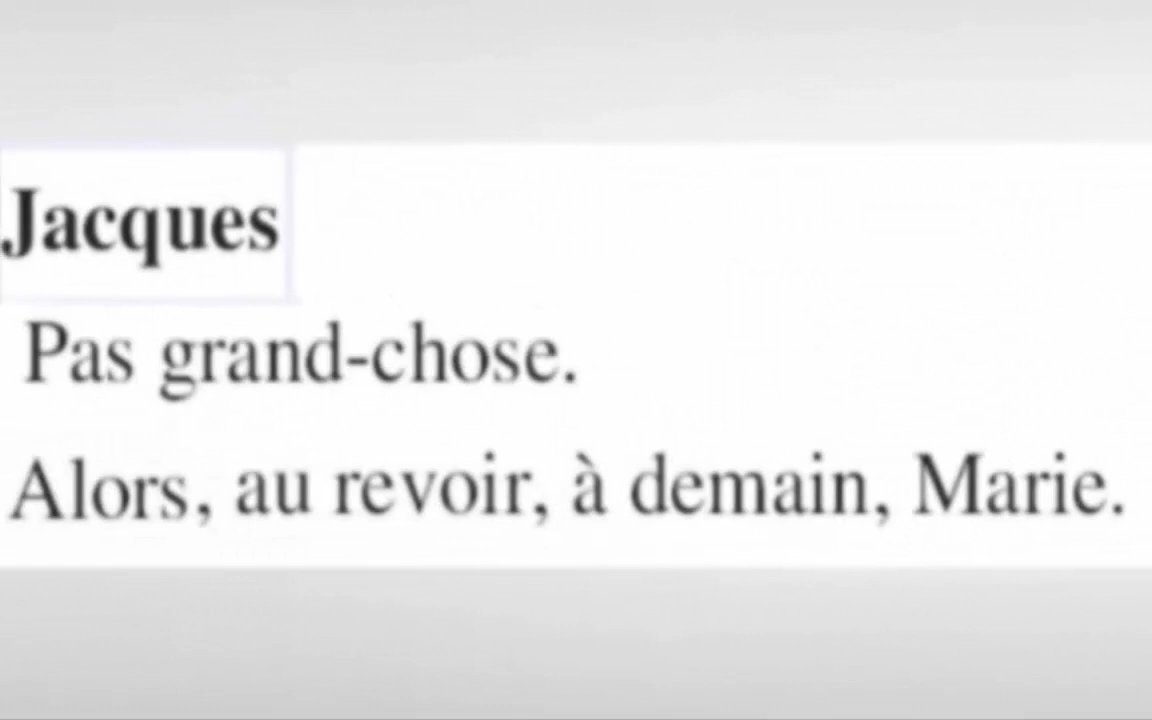 Jacques
Pas grand-chose.
Alors, au revoir, à demain, Marie.